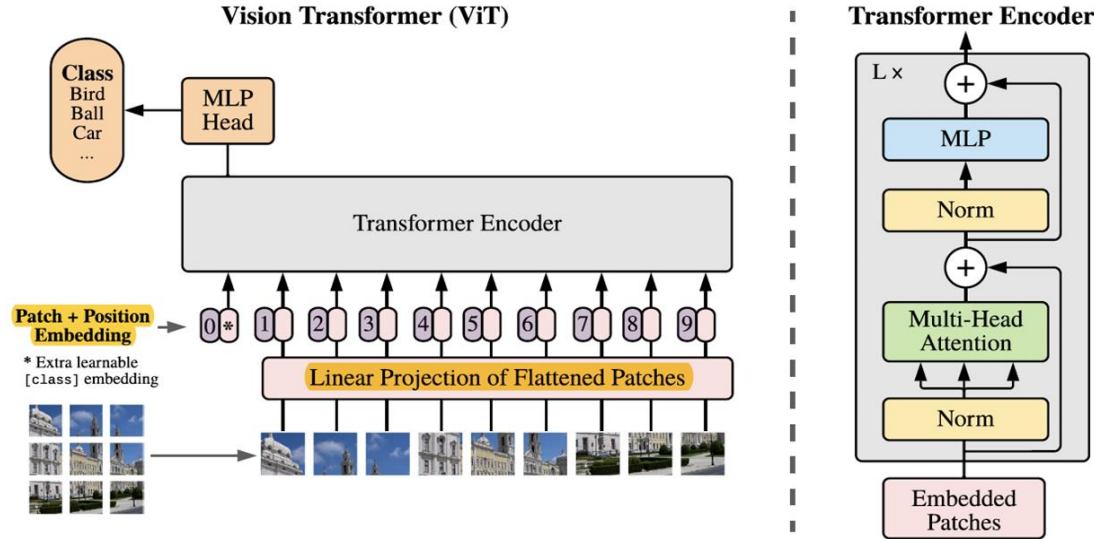 Vision Transformer (ViT)
Class
Bird
Ball
Car
...
MLP
Head
Transformer Encoder
Patch + Position
Embedding
* Extra learnable
[class] embedding
0 * 1 2 3 4 5 6 7 8 9
Linear Projection of Flattened Patches
Transformer Encoder
L ×
+
MLP
Norm
+
Multi-Head
Attention
Norm
Embedded
Patches